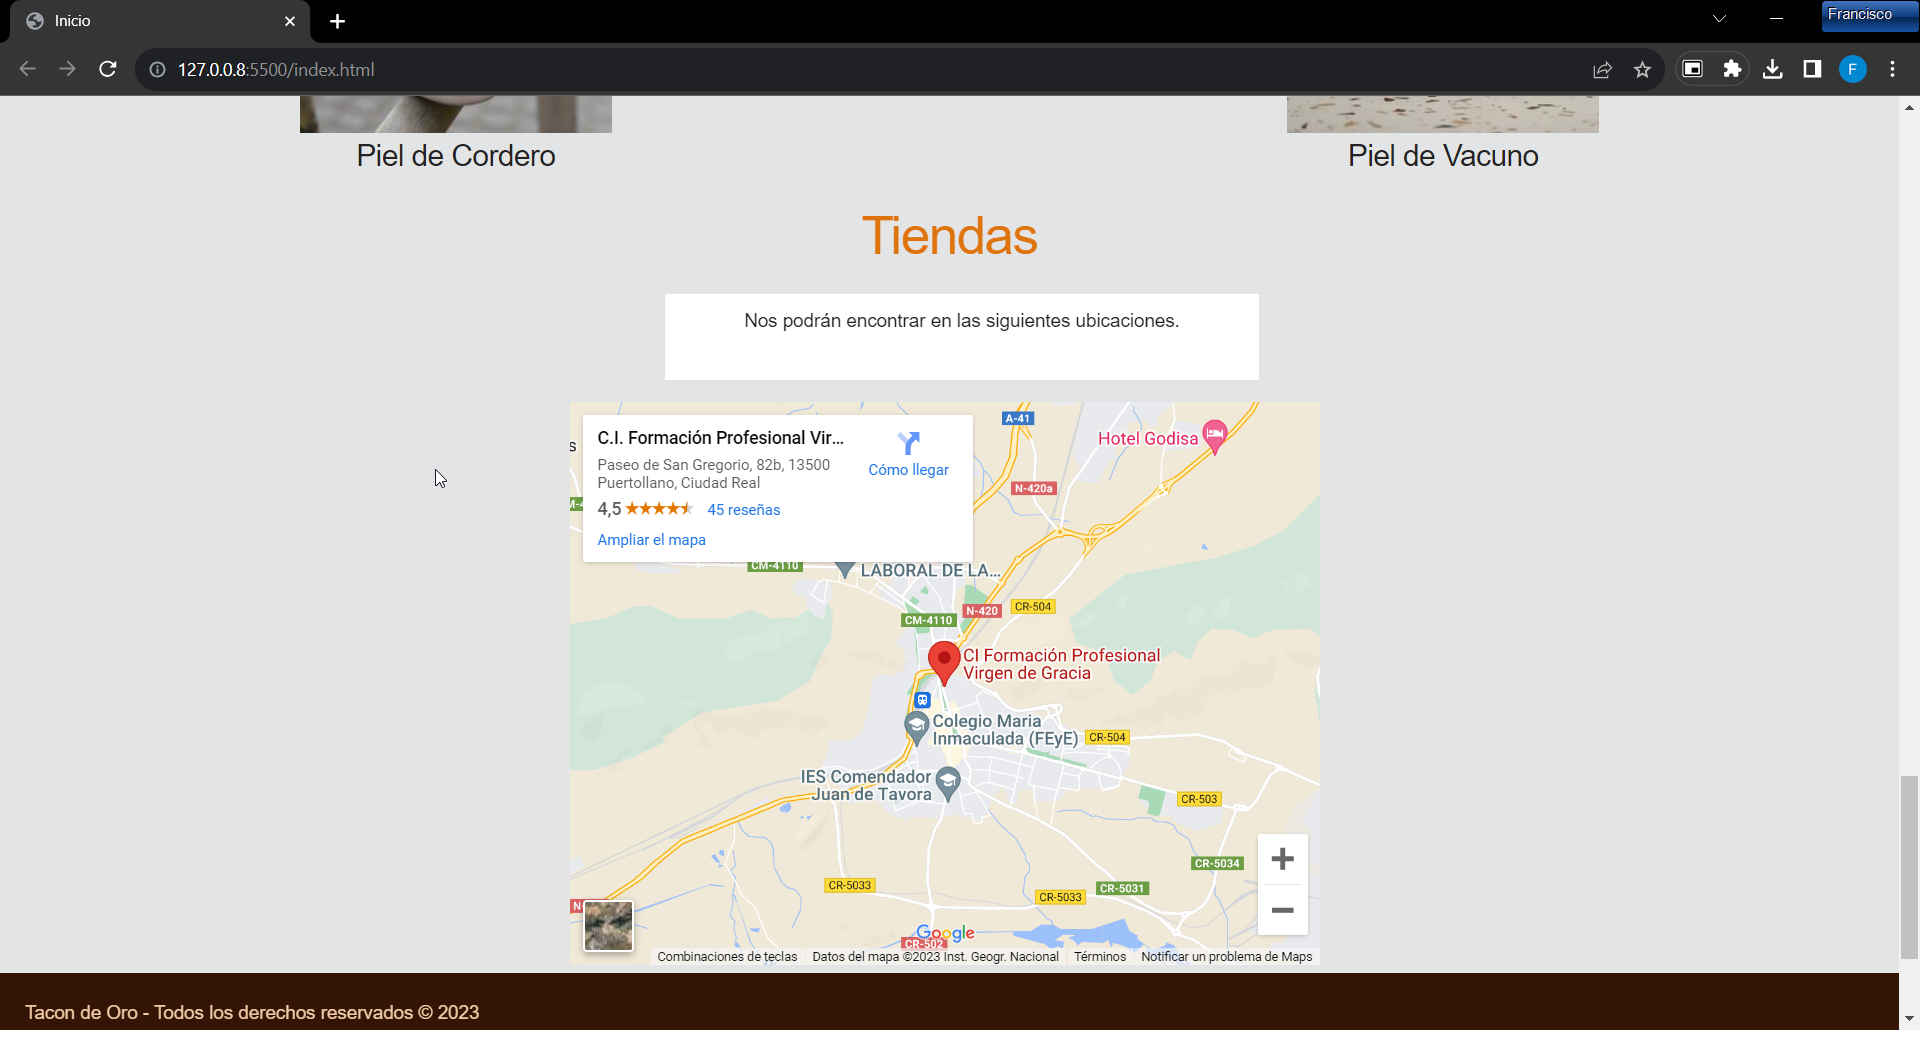 Inicio
Francisco
127.0.0.8:5500/index.html
F
Piel de Cordero
Piel de Vacuno
Tiendas
Nos podrán encontrar en las siguientes ubicaciones.
C.I. Formación Profesional Vir...
Paseo de San Gregorio, 82b, 13500
Puertollano, Ciudad Real
Cómo llegar
4,5
45 reseñas
Ampliar el mapa
A-41
Hotel Godisa
N-420a
CM-4110
LABORAL DE LA...
N-420
CR-504
CM-4110
CI Formación Profesional
Virgen de Gracia
Colegio Maria
Inmaculada (FEyE)
CR-504
IES Comendador
Juan de Tavora
CR-503
CR-5034
CR-5033
CR-5031
CR-5033
Google
CR-502
Combinaciones de teclas
Datos del mapa ©2023 Inst. Geogr. Nacional
Términos
Notificar un problema de Maps
Tacon de Oro - Todos los derechos reservados © 2023